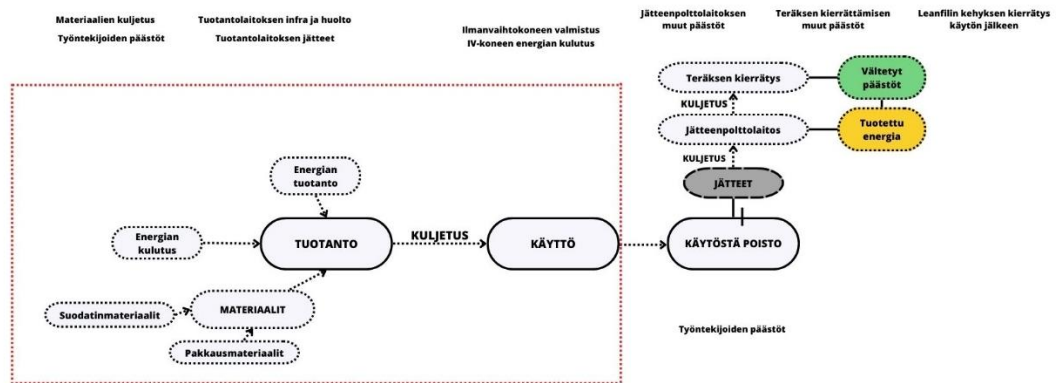 Materiaalien kuljetus
Työntekijoiden päästöt
Tuotantolaitoksen infra ja huolto
Tuotantolaitoksen jätteet
Ilmanvaihtokoneen valmistus
IV-koneen energian kulutus
Jätteenpolttolaitoksen
muut päästöt
Teräksen kierrättämisen
muut päästöt
Leanfilin kehyksen kierrätys
käytön jälkeen
Teräksen kierrätys
Vältetyt
päästöt
KULJETUS
Jätteenpolttolaitos
Tuotettu
energia
KULJETUS
JÄTTEET
Energian
tuotanto
Energian
kulutus
TUOTANTO
KULJETUS
KÄYTTÖ
KÄYTÖSTÄ POISTO
Suodatinmateriaalit
MATERIAALIT
Pakkausmateriaalit
Työntekijoiden päästöt